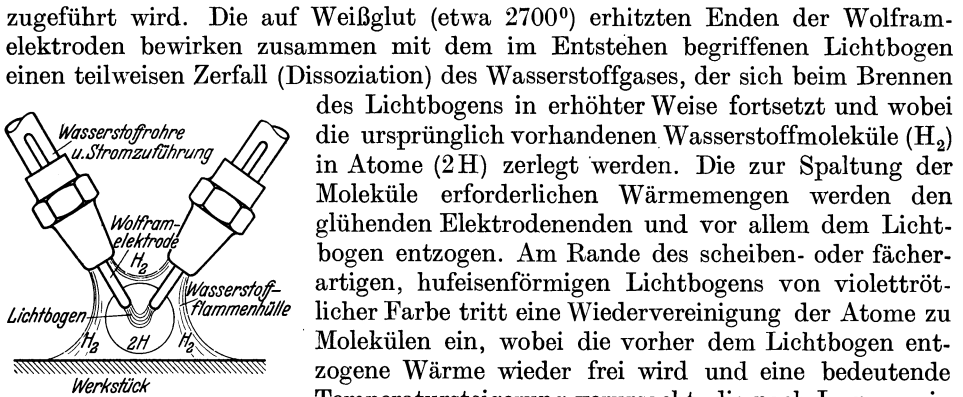 zugeführt wird. Die auf Weißglut (etwa 2700⁰) erhitzten Enden der Wolfram-
elektroden bewirken zusammen mit dem im Entstehen begriffenen Lichtbogen
einen teilweisen Zerfall (Dissoziation) des Wasserstoffgases, der sich beim Brennen
des Lichtbogens in erhöhter Weise fortsetzt und wobei
die ursprünglich vorhandenen Wasserstoffmoleküle (H₂)
in Atome (2H) zerlegt werden. Die zur Spaltung der
Moleküle erforderlichen Wärmemengen werden den
glühenden Elektrodenenden und vor allem dem Licht-
bogen entzogen. Am Rande des scheiben- oder fächer-
artigen, hufeisenförmigen Lichtbogens von violettröt-
licher Farbe tritt eine Wiedervereinigung der Atome zu
Molekülen ein, wobei die vorher dem Lichtbogen ent-
zogene Wärme wieder frei wird und eine bedeutende
Wasserstoffrohre
u. Stromzuführung
Wolfram-
elektrode
H₂
Wasserstoff-
flammenhülle
Lichtbogen
H₂ 2H H₂
Werkstück